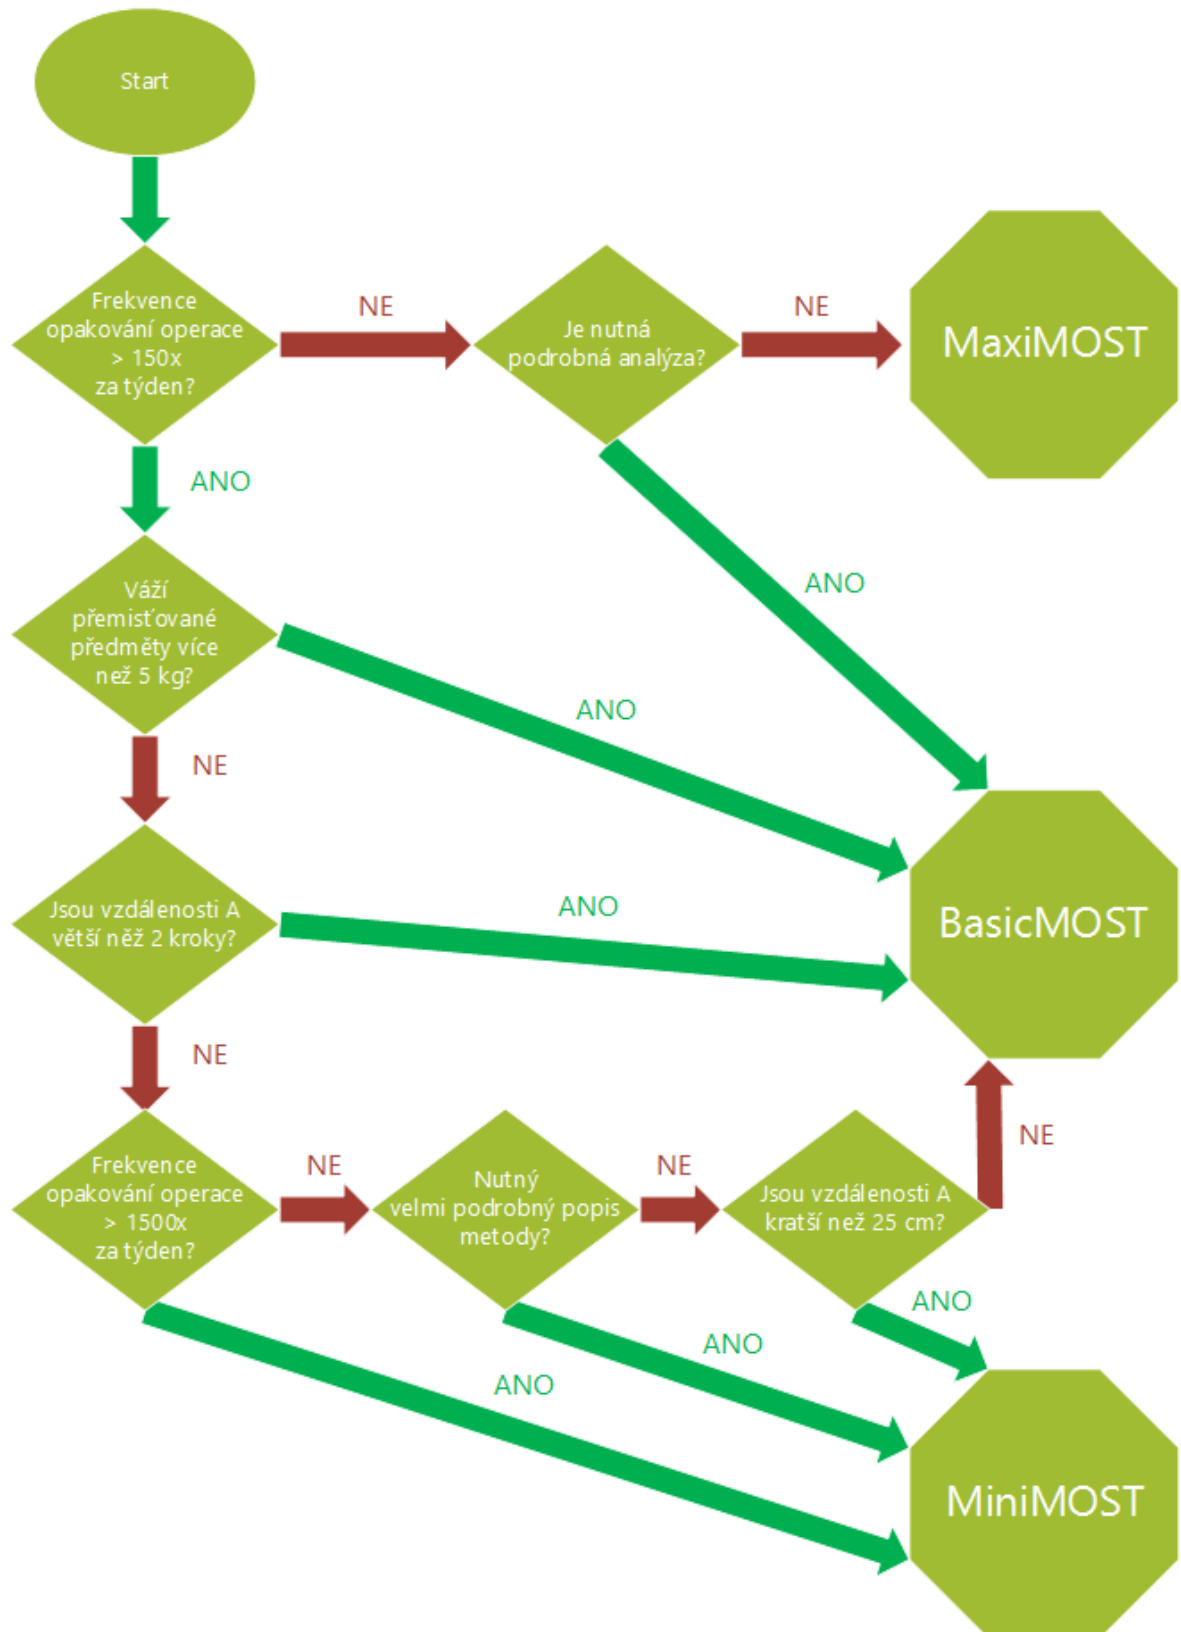 Start
Frekvence
opakování operace
> 150x
za týden?
NE
Je nutná
podrobná analýza?
NE
MaxiMOST
ANO
ANO
Váží
přemisťované
předměty více
než 5 kg?
ANO
NE
Jsou vzdálenosti A
větší něž 2 kroky?
ANO
BasicMOST
NE
NE
Frekvence
opakování operace
> 1500x
za týden?
NE
Nutný
velmi podrobný popis
metody?
NE
Jsou vzdálenosti A
kratší než 25 cm?
ANO
ANO
ANO
MiniMOST